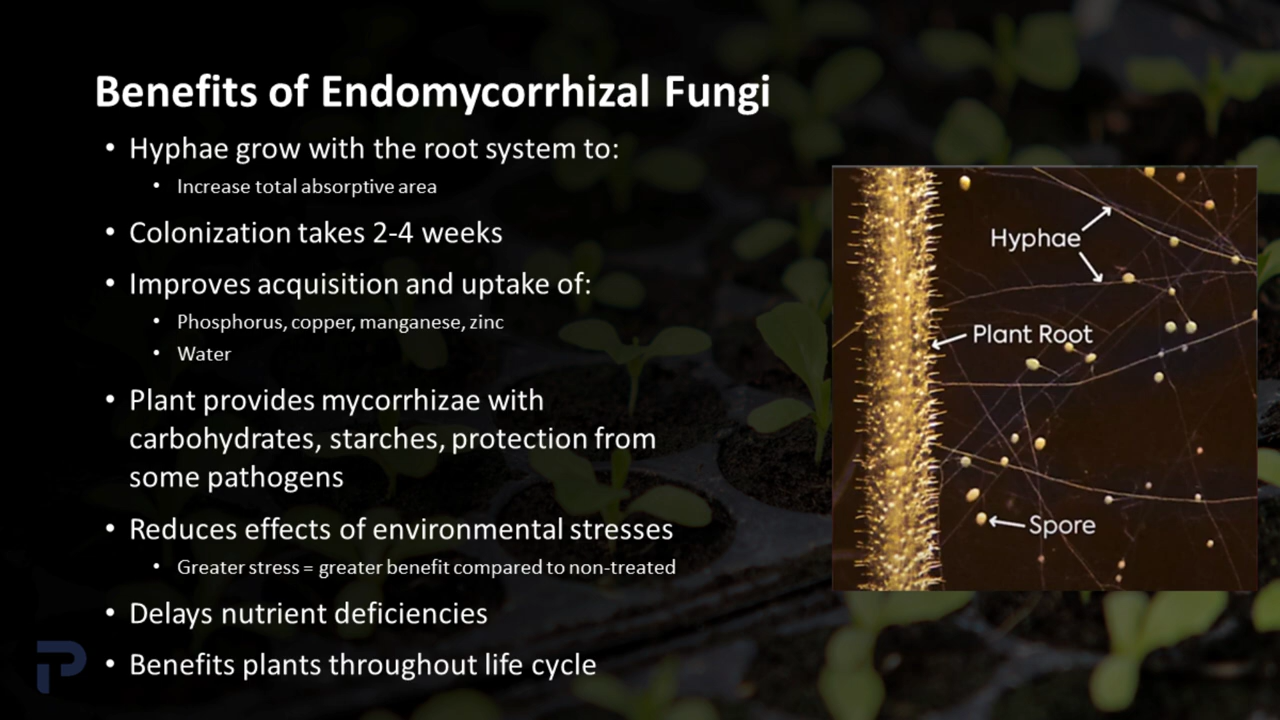 Benefits of Endomycorrhizal Fungi
• Hyphae grow with the root system to:
• Increase total absorptive area
• Colonization takes 2-4 weeks
• Improves acquisition and uptake of:
• Phosphorus, copper, manganese, zinc
• Water
• Plant provides mycorrhizae with
carbohydrates, starches, protection from
some pathogens
• Reduces effects of environmental stresses
• Greater stress = greater benefit compared to non-treated
• Delays nutrient deficiencies
• Benefits plants throughout life cycle
Hyphae
Plant Root
Spore